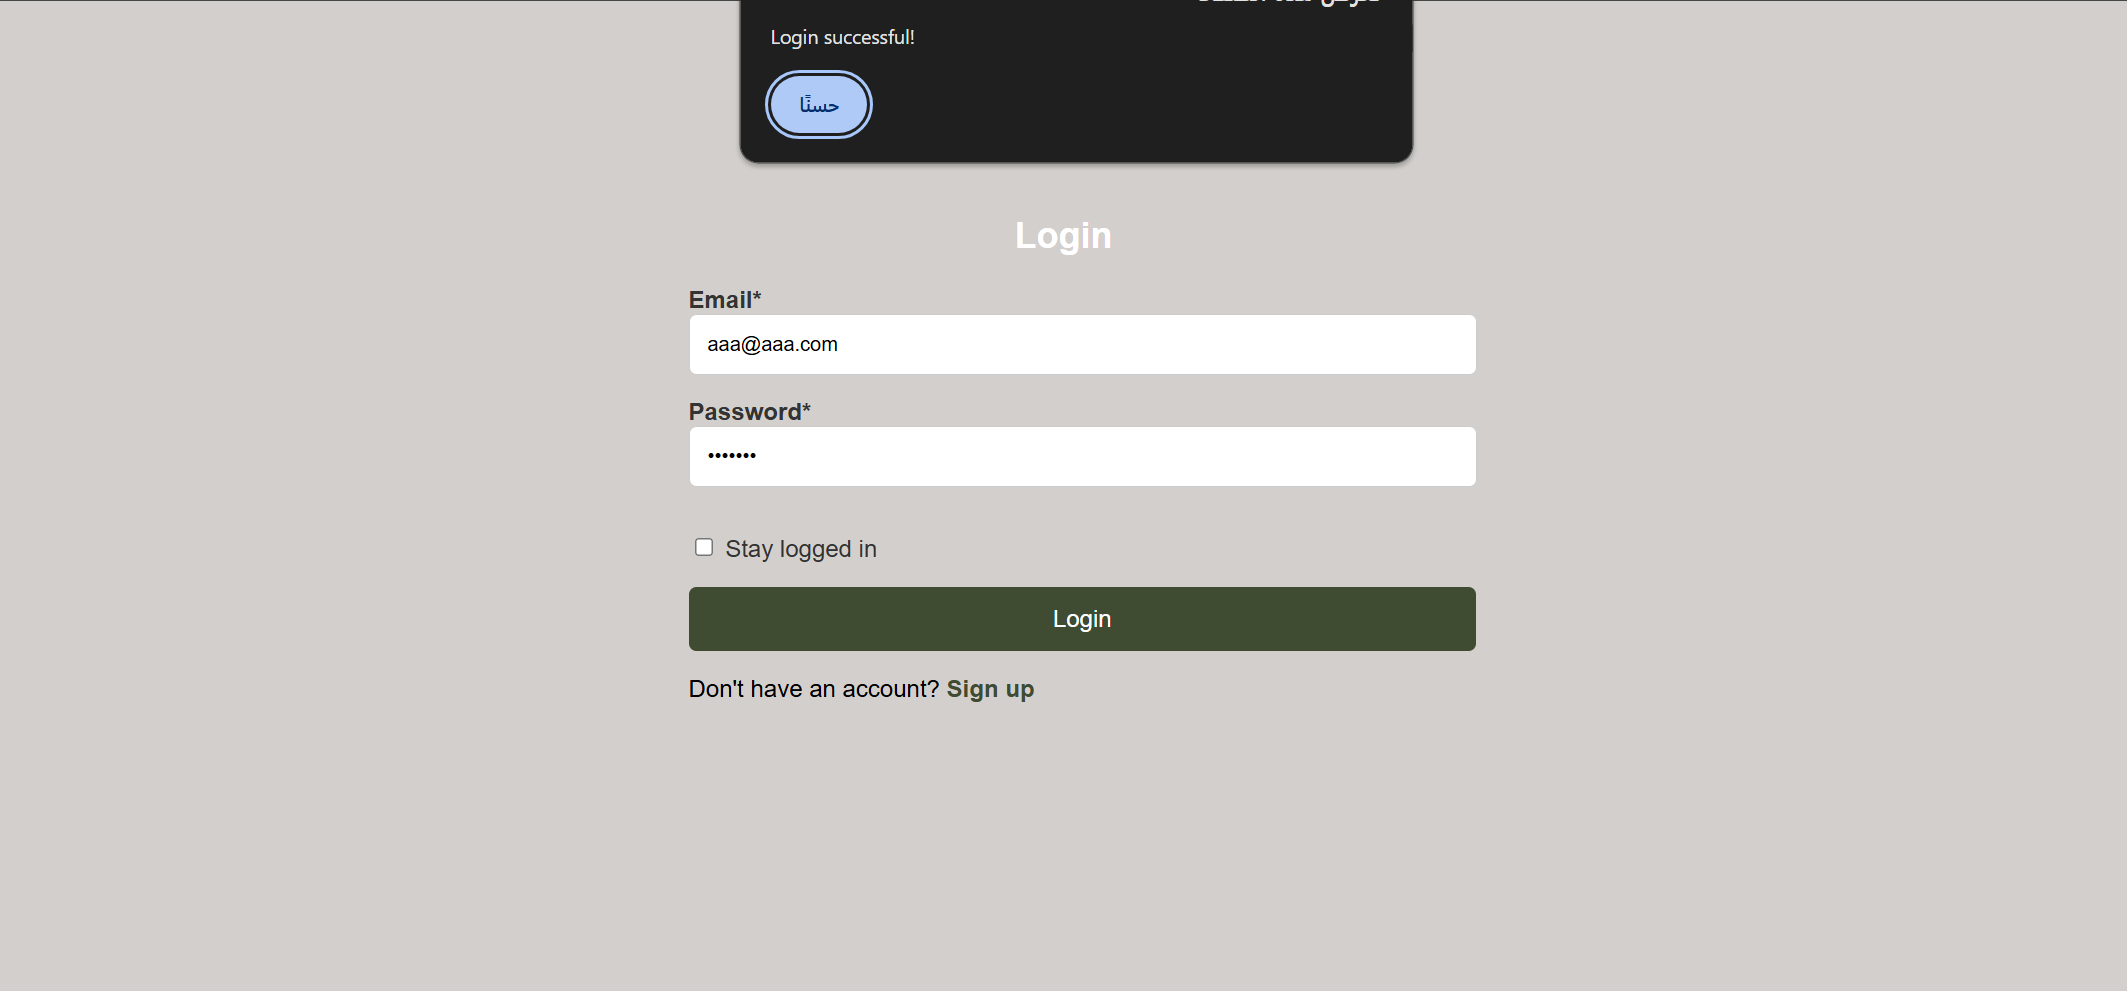 Login successful!
حسنًا
Login
Email*
aaa@aaa.com
Password*
•••••••
Stay logged in
Login
Don't have an account? Sign up